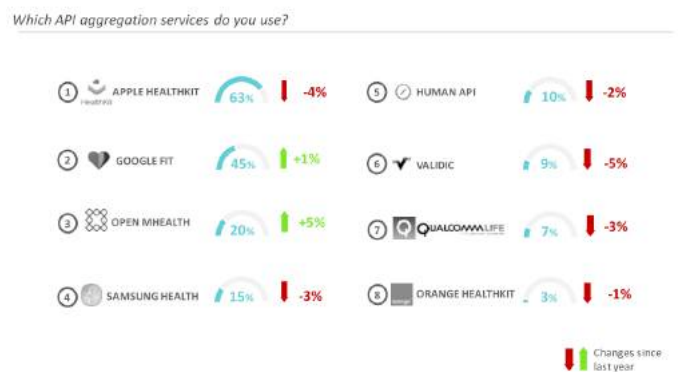 Which API aggregation services do you use?
1 HealthKit APPLE HEALTHKIT 63% -4%
2 GOOGLE FIT 45% +1%
3 OPEN MHEALTH 20% +5%
4 SAMSUNG HEALTH 15% -3%
5 HUMAN API 10% -2%
6 VALIDIC 9% -5%
7 QUALCOMMLIFE 7% -3%
8 ORANGE HEALTHKIT 3% -1%
Changes since
last year